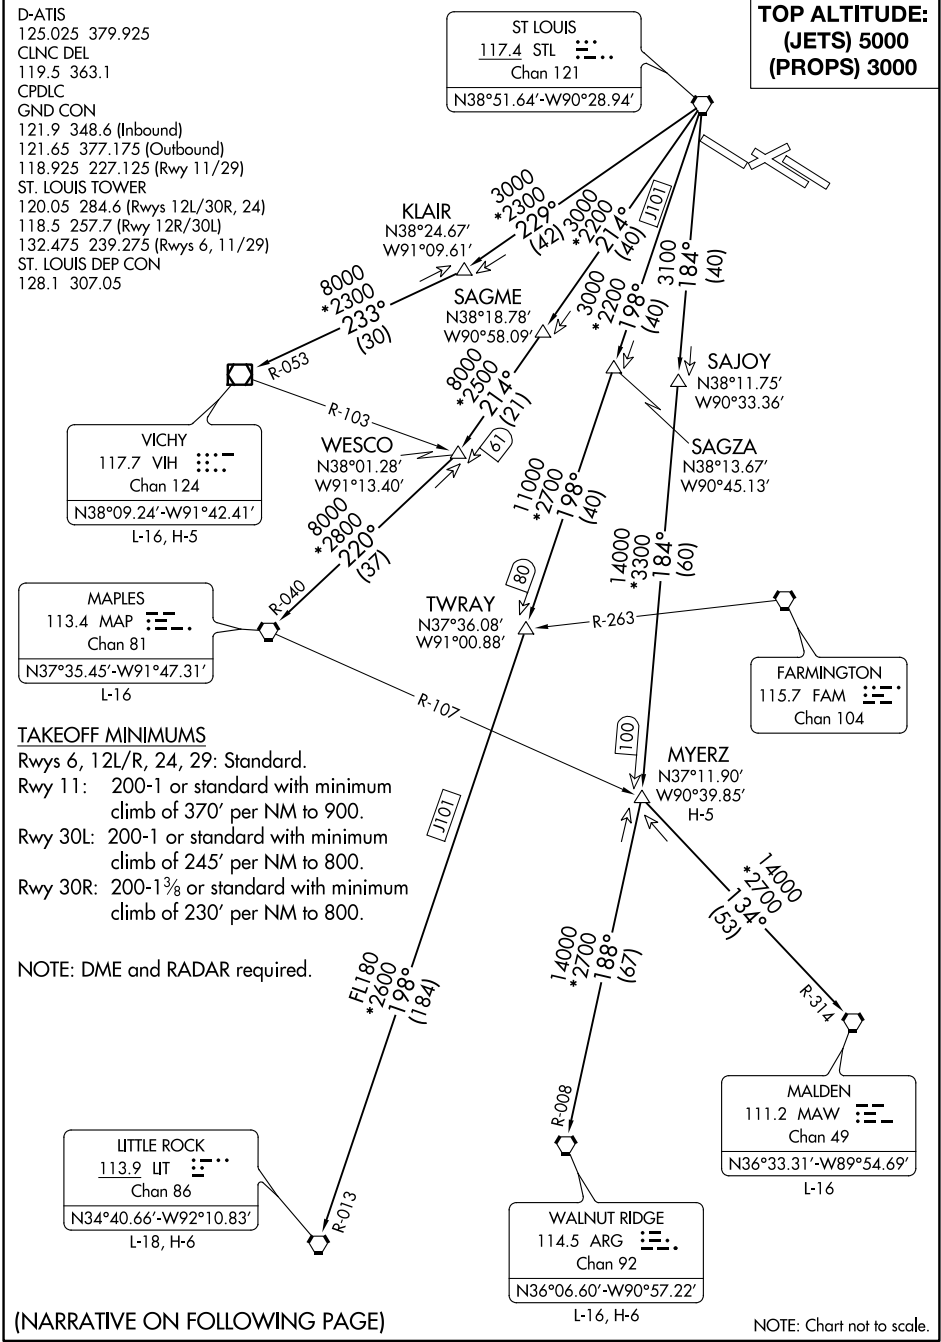 D-ATIS
125.025 379.925
CLNC DEL
119.5 363.1
CPDLC
GND CON
121.9 348.6 (Inbound)
121.65 377.175 (Outbound)
118.925 227.125 (Rwy 11/29)
ST. LOUIS TOWER
120.05 284.6 (Rwys 12L/30R, 24)
118.5 257.7 (Rwy 12R/30L)
132.475 239.275 (Rwys 6, 11/29)
ST. LOUIS DEP CON
128.1 307.05
ST LOUIS
117.4 STL
Chan 121
N38°51.64'-W90°28.94'
TOP ALTITUDE:
(JETS) 5000
(PROPS) 3000
3000
*2300
229°
(42)
3000
*2200
214°
(40)
J101
3000
*2200
198°
(40)
3100
184°
(40)
KLAIR
N38°24.67'
W91°09.61'
8000
*2300
233°
(30)
R-053
SAGME
N38°18.78'
W90°58.09'
8000
*2500
214°
(21)
SAJOY
N38°11.75'
W90°33.36'
SAGZA
N38°13.67'
W90°45.13'
R-103
VICHY
117.7 VIH
Chan 124
N38°09.24'-W91°42.41'
L-16, H-5
WESCO
N38°01.28'
W91°13.40'
61
8000
*2800
220°
(37)
R-040
11000
*2700
198°
(40)
14000
*3300
184°
(60)
80
MAPLES
113.4 MAP
Chan 81
N37°35.45'-W91°47.31'
L-16
TWRAY
N37°36.08'
W91°00.88'
R-263
FARMINGTON
115.7 FAM
Chan 104
R-107
100
MYERZ
N37°11.90'
W90°39.85'
H-5
TAKEOFF MINIMUMS
Rwys 6, 12L/R, 24, 29: Standard.
Rwy 11: 200-1 or standard with minimum
climb of 370' per NM to 900.
Rwy 30L: 200-1 or standard with minimum
climb of 245' per NM to 800.
Rwy 30R: 200-1⅜ or standard with minimum
climb of 230' per NM to 800.
NOTE: DME and RADAR required.
J101
FL180
*2600
198°
(184)
14000
*2700
188°
(67)
14000
*2700
134°
(53)
R-314
R-008
R-013
MALDEN
111.2 MAW
Chan 49
N36°33.31'-W89°54.69'
L-16
LITTLE ROCK
113.9 LIT
Chan 86
N34°40.66'-W92°10.83'
L-18, H-6
WALNUT RIDGE
114.5 ARG
Chan 92
N36°06.60'-W90°57.22'
L-16, H-6
(NARRATIVE ON FOLLOWING PAGE)
NOTE: Chart not to scale.